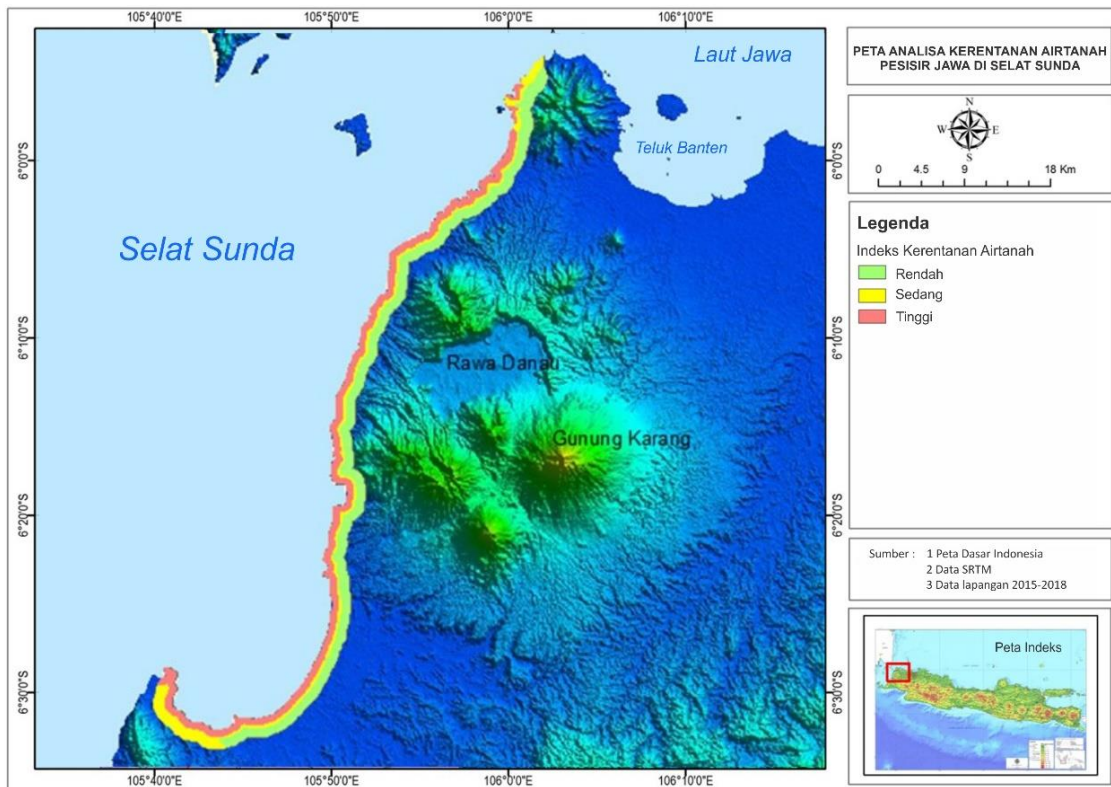 105°40'0"E
105°50'0"E
106°0'0"E
106°10'0"E
Laut Jawa
Teluk Banten
Selat Sunda
Rawa Danau
Gunung Karang
6°0'0"S
6°10'0"S
6°20'0"S
6°30'0"S
6°0'0"S
6°10'0"S
6°20'0"S
6°30'0"S
105°40'0"E
105°50'0"E
106°0'0"E
106°10'0"E
PETA ANALISA KERENTANAN AIRTANAH
PESISIR JAWA DI SELAT SUNDA
N
W E
S
0 4.5 9 18 Km
Legenda
Indeks Kerentanan Airtanah
Rendah
Sedang
Tinggi
Sumber : 1 Peta Dasar Indonesia
2 Data SRTM
3 Data lapangan 2015-2018
Peta Indeks